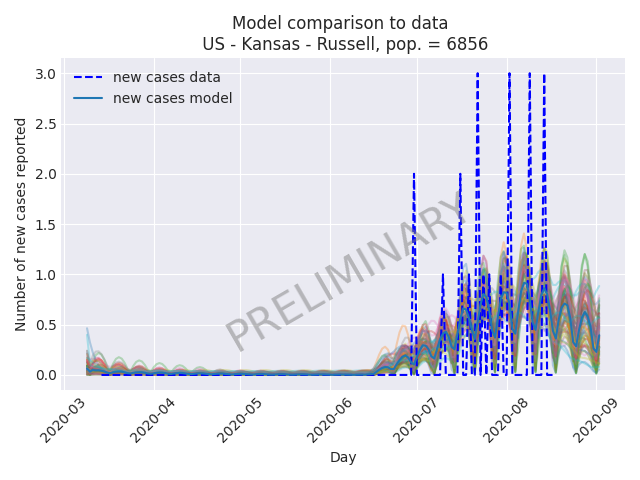 Model comparison to data
US - Kansas - Russell, pop. = 6856
new cases data
new cases model
3.0
2.5
2.0
1.5
1.0
0.5
0.0
Number of new cases reported
PRELIMINARY
2020-03
2020-04
2020-05
2020-06
2020-07
2020-08
2020-09
Day